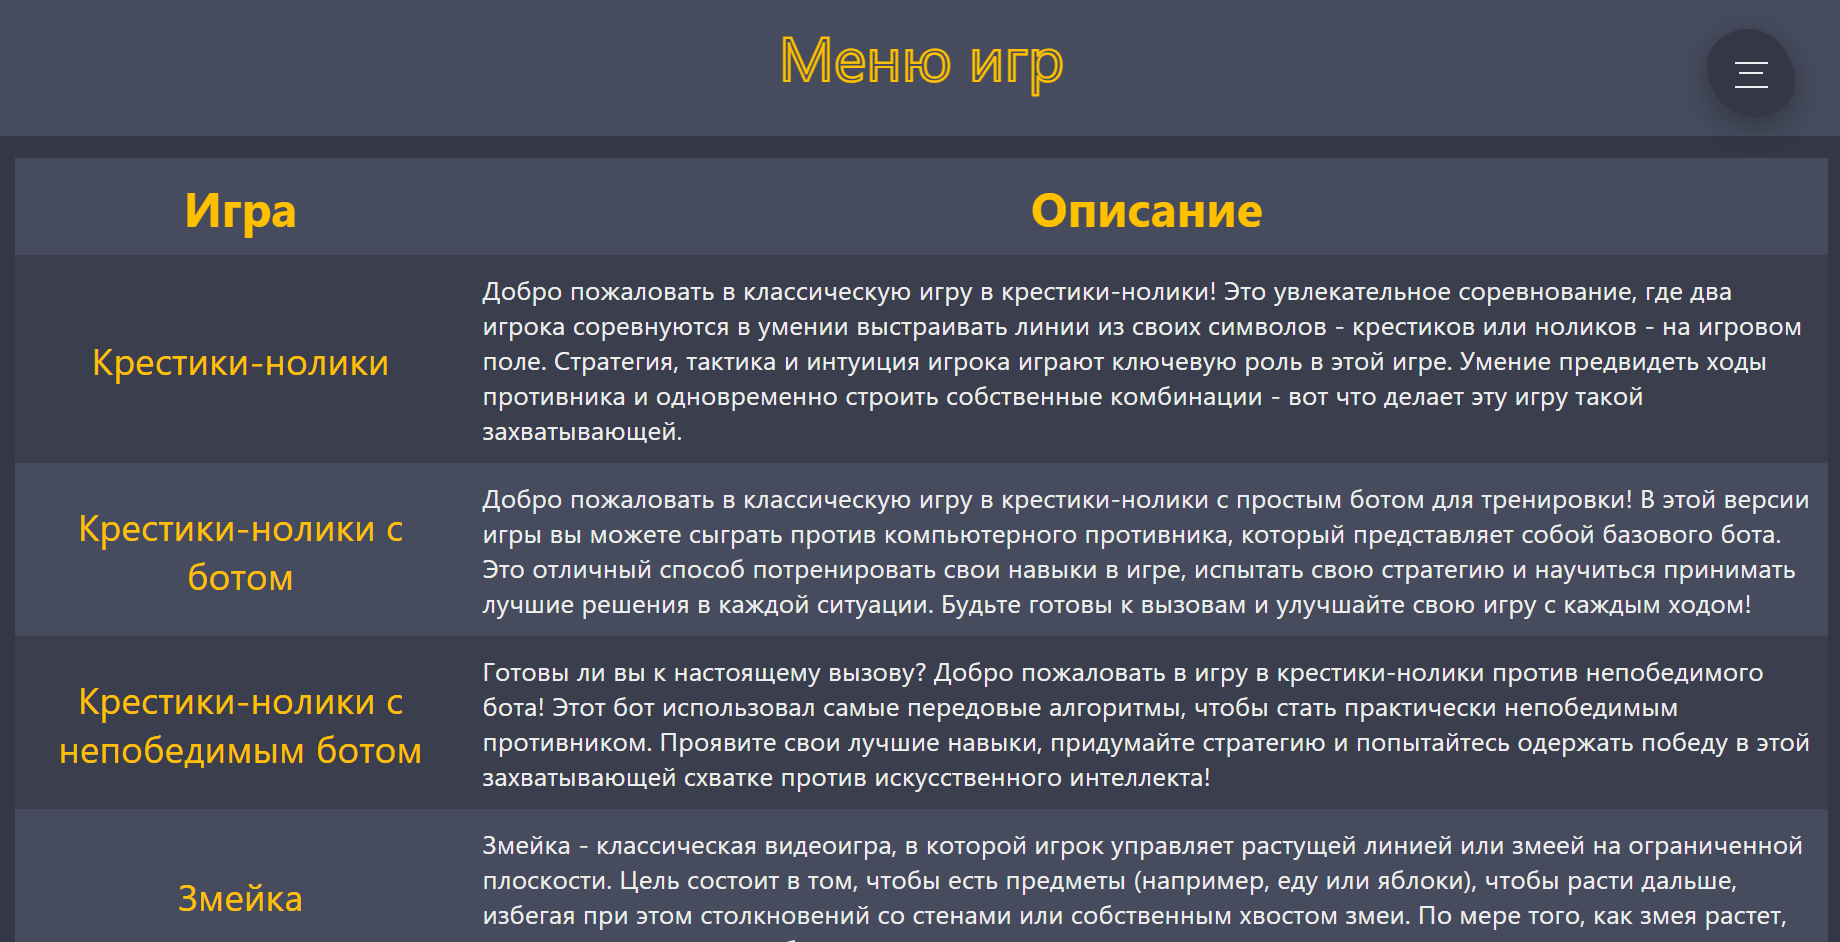 Меню игр
Игра
Описание
Крестики-нолики
Добро пожаловать в классическую игру в крестики-нолики! Это увлекательное соревнование, где два
игрока соревнуются в умении выстраивать линии из своих символов - крестиков или ноликов - на игровом
поле. Стратегия, тактика и интуиция игрока играют ключевую роль в этой игре. Умение предвидеть ходы
противника и одновременно строить собственные комбинации - вот что делает эту игру такой
захватывающей.
Крестики-нолики с
ботом
Добро пожаловать в классическую игру в крестики-нолики с простым ботом для тренировки! В этой версии
игры вы можете сыграть против компьютерного противника, который представляет собой базового бота.
Это отличный способ потренировать свои навыки в игре, испытать свою стратегию и научиться принимать
лучшие решения в каждой ситуации. Будьте готовы к вызовам и улучшайте свою игру с каждым ходом!
Крестики-нолики с
непобедимым ботом
Готовы ли вы к настоящему вызову? Добро пожаловать в игру в крестики-нолики против непобедимого
бота! Этот бот использовал самые передовые алгоритмы, чтобы стать практически непобедимым
противником. Проявите свои лучшие навыки, придумайте стратегию и попытайтесь одержать победу в этой
захватывающей схватке против искусственного интеллекта!
Змейка
Змейка - классическая видеоигра, в которой игрок управляет растущей линией или змеей на ограниченной
плоскости. Цель состоит в том, чтобы есть предметы (например, еду или яблоки), чтобы расти дальше,
избегая при этом столкновений со стенами или собственным хвостом змеи. По мере того, как змея растет,